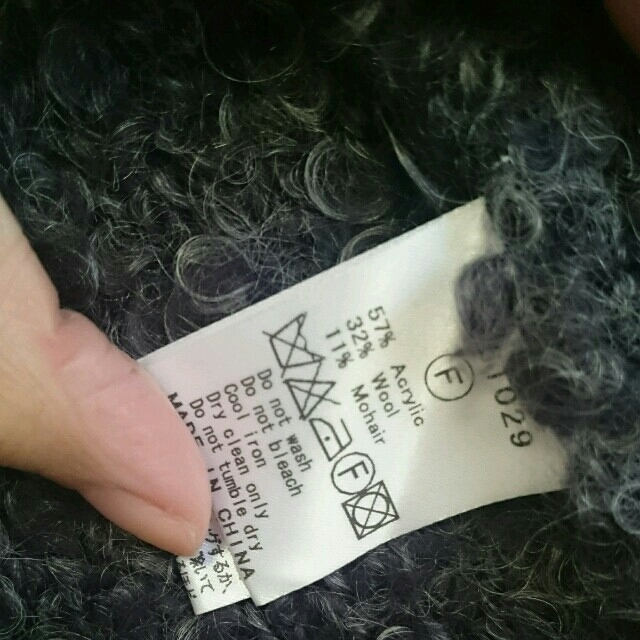 1029
F
57% Acrylic
32% Wool
11% Mohair
F
Do not wash
Do not bleach
Cool iron
Dry clean only
Do not tumble dry
IN CHINA